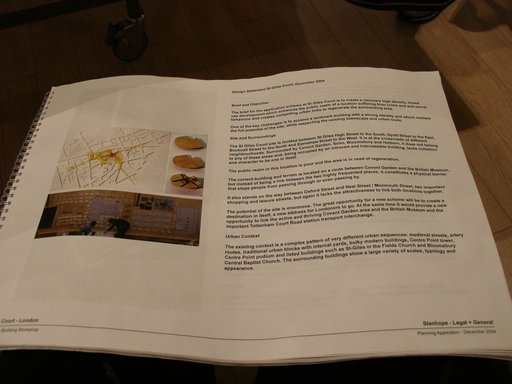 Design Statement St Giles Court, December 2004
Brief and Objective
The brief for the application scheme at St Giles Court is to create a visionary high density, mixed
use development which enhances the public realm of a location suffering from crime and anti-social
behaviour and creates compelling urban links to regenerate the surrounding area.
One of the key challenges is to achieve a landmark building with a strong identity and which realises
the full potential of the site, while respecting the existing townscape and urban scale.
Site and Surroundings
The St Giles Court site is formed between St Giles High Street to the South, Dyott Street to the East,
Bucknall Street to the North and Earnshaw Street to the West. It is at the crossroads of different
neighbourhoods. Surrounded by Covent Garden, Soho, Bloomsbury and Holborn, it does not belong
to any of these areas and, being occupied by an introvert and inaccessible building, lacks cohesion
and character in its own in itself.
The public realm in this location is poor and the area is in need of regeneration.
The current building and terrain is located on a route between Covent Garden and the British Museum,
but instead of being a link between the two highly frequented places, it constitutes a physical barrier
that stops people from passing through or even passing by.
It also stands on the way between Oxford Street and Neal Street / Monmouth Street, two important
shopping and leisure streets, but again it lacks the attractiveness to link both locations together.
The potential of the site is enormous. The great opportunity for a new scheme will be to create a
destination in itself, a new address for Londoners to go. At the same time it would provide a new
opportunity to link the active and thriving Covent Garden area and the British Museum and the
important Tottenham Court Road station transport interchange.
Urban Context
The existing context is a complex pattern of very different urban sequences: medieval streets, artery
routes, traditional urban blocks with internal yards, bulky modern buildings, Centre Point tower,
Centre Point podium and listed buildings such as St-Giles in the Fields Church and Bloomsbury
Central Baptist Church. The surrounding buildings show a large variety of scales, typology and
appearance.
Court - London
Building Workshop
Stanhope - Legal + General
Planning Application - December 2004